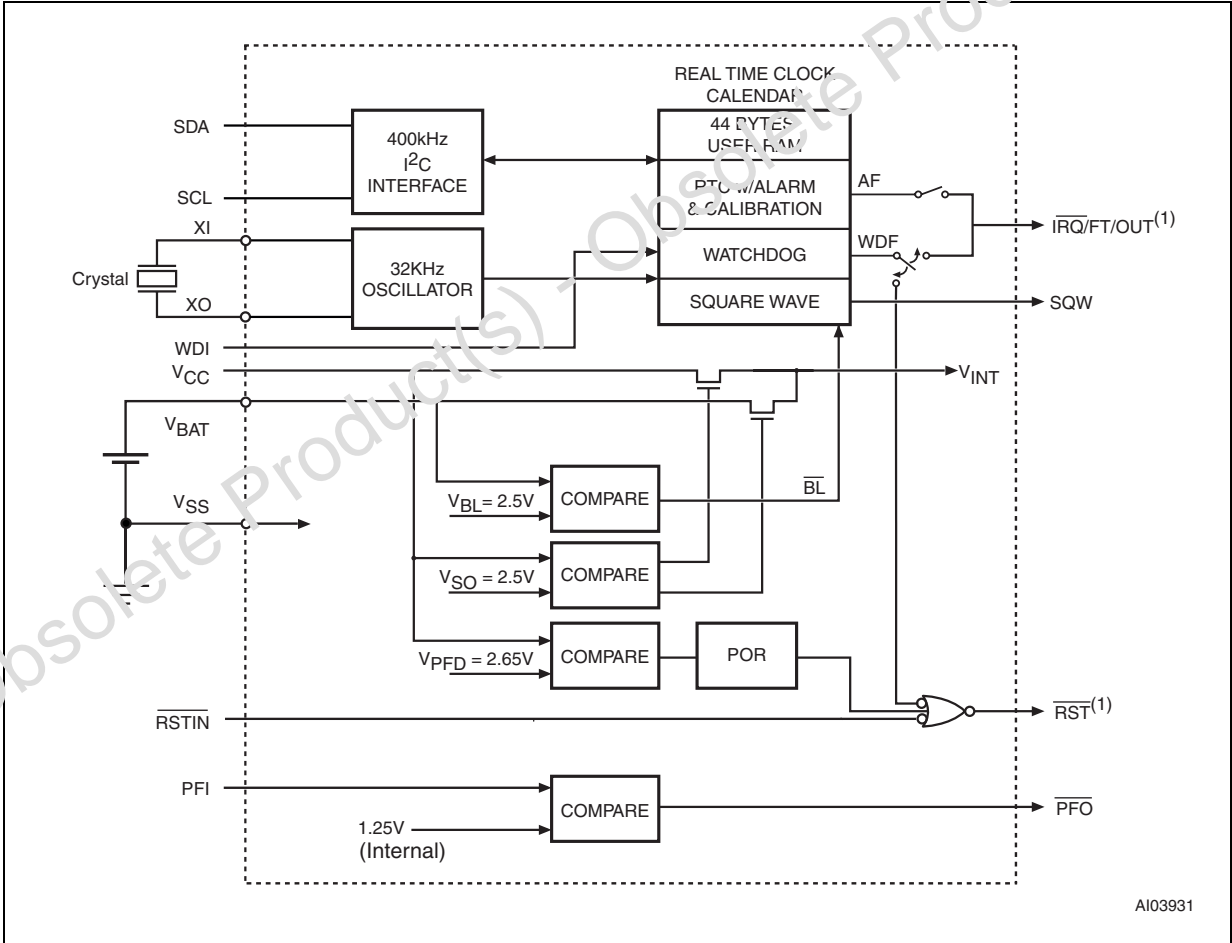 REAL TIME CLOCK
CALENDAR
SDA
SCL
400kHz
I2C
INTERFACE
44 BYTES
USER RAM
RTC W/ALARM
& CALIBRATION
AF
IRQ/FT/OUT(1)
XI
Crystal
XO
32KHz
OSCILLATOR
WATCHDOG
WDF
SQUARE WAVE
SQW
WDI
VCC
VINT
VBAT
VBL= 2.5V
COMPARE
BL
VSS
VSO = 2.5V
COMPARE
VPFD = 2.65V
COMPARE
POR
RSTIN
RST(1)
PFI
1.25V
(Internal)
COMPARE
PFO
AI03931
Obsolete Product(s) - Obsolete Pro